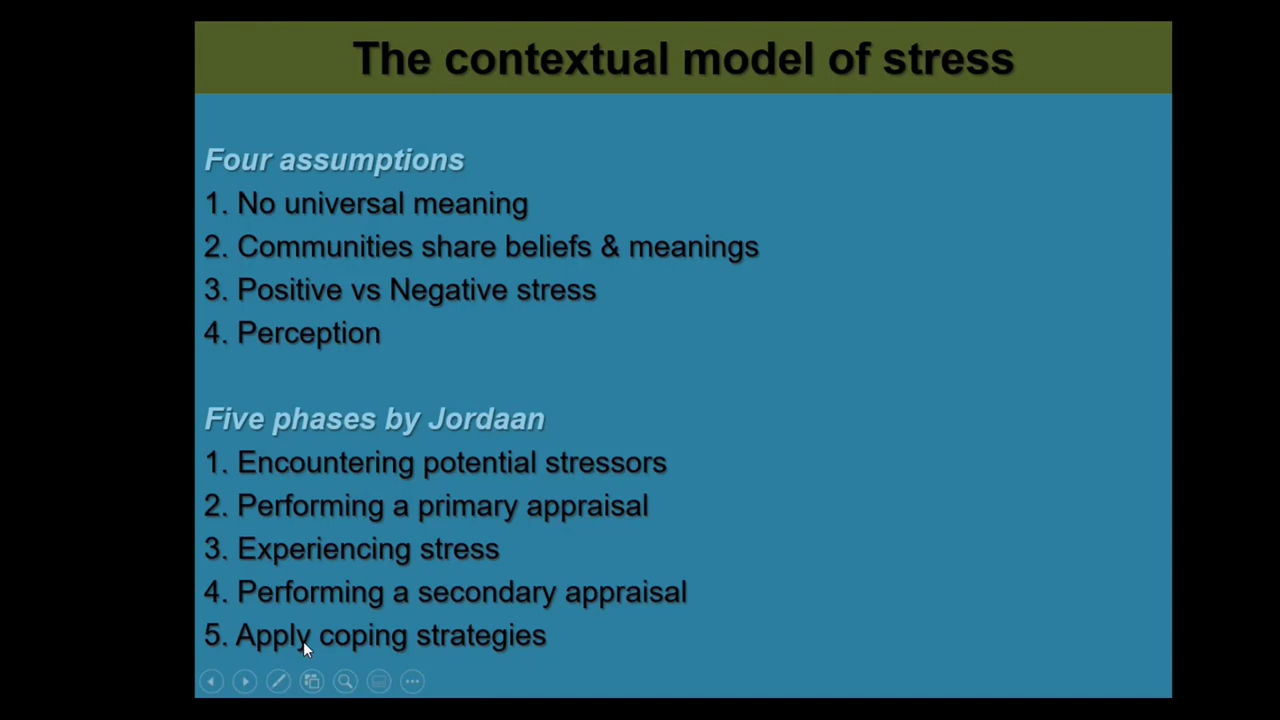 The contextual model of stress
Four assumptions
1. No universal meaning
2. Communities share beliefs & meanings
3. Positive vs Negative stress
4. Perception
Five phases by Jordaan
1. Encountering potential stressors
2. Performing a primary appraisal
3. Experiencing stress
4. Performing a secondary appraisal
5. Apply coping strategies